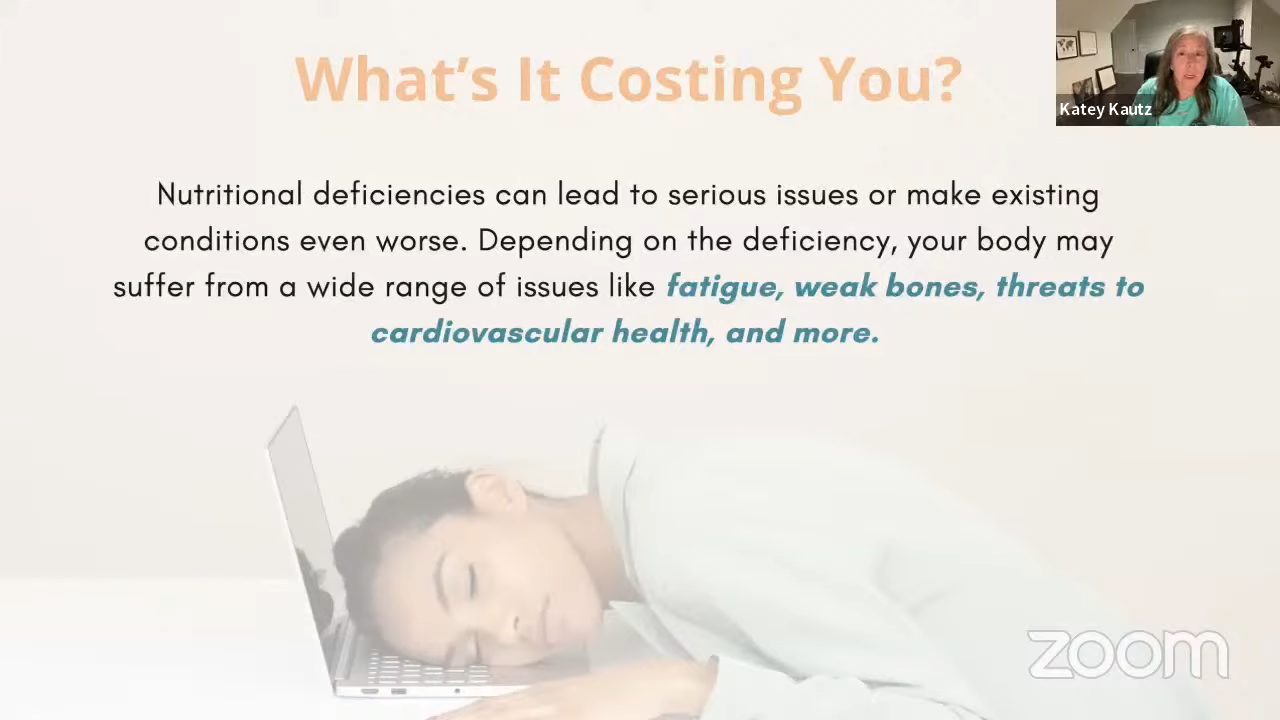 What's It Costing You?
Katey Kautz
Nutritional deficiencies can lead to serious issues or make existing
conditions even worse. Depending on the deficiency, your body may
suffer from a wide range of issues like fatigue, weak bones, threats to
cardiovascular health, and more.
zoom